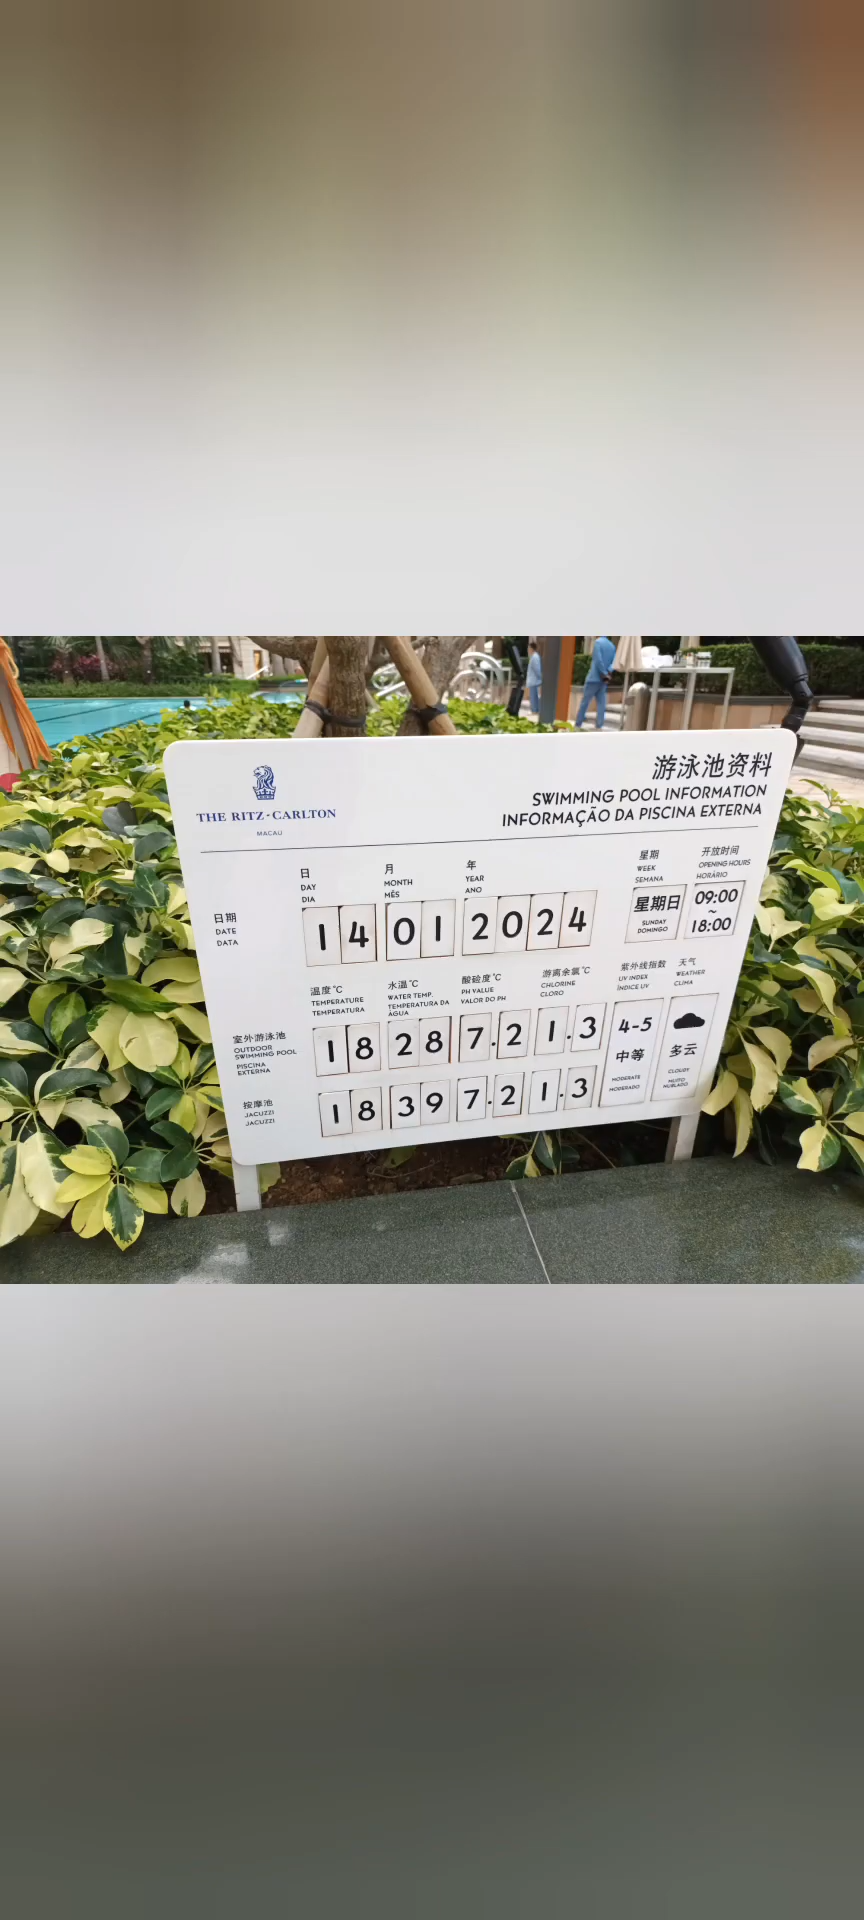 THE RITZ-CARLTON
MACAU
游泳池资料
SWIMMING POOL INFORMATION
INFORMAÇÃO DA PISCINA EXTERNA
日 月 年 星期 开放时间
DAY MONTH YEAR WEEK OPENING HOURS
DIA MÊS ANO SEMANA HORÁRIO
日期
DATE
DATA
14 01 2024
星期日
SUNDAY
DOMINGO
09:00
~
18:00
温度°C 水温°C 酸硷度°C 游离余氯°C 紫外线指数 天气
TEMPERATURE WATER TEMP. PH VALUE CHLORINE UV INDEX WEATHER
TEMPERATURA TEMPERATURA DA ÁGUA VALOR DO PH CLORO ÍNDICE UV CLIMA
室外游泳池
OUTDOOR
SWIMMING POOL
PISCINA
EXTERNA
18 28 7.2 1.3
4-5
中等
MODERATE
MODERADO
多云
CLOUDY
MUITO
NUBLADO
按摩池
JACUZZI
JACUZZI
18 39 7.2 1.3